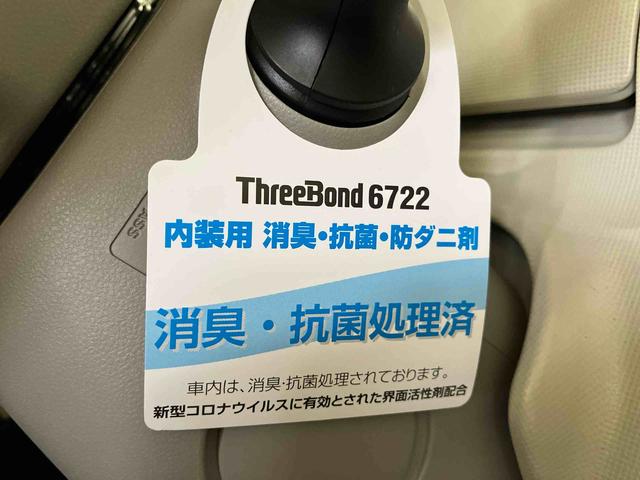 ThreeBond 6722
内装用 消臭・抗菌・防ダニ剤
消臭・抗菌処理済
車内は、消臭・抗菌処理されております。
新型コロナウイルスに有効とされた界面活性剤配合